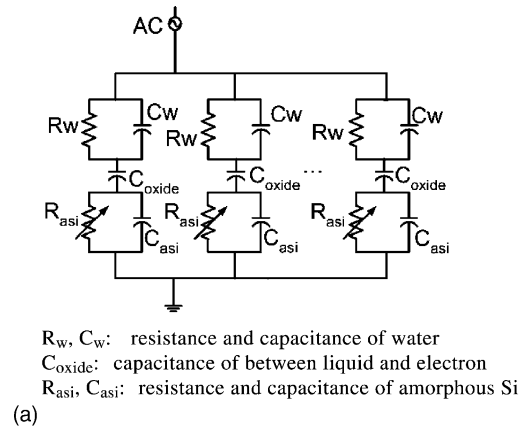 AC
Rw Cw Rw Cw Rw Cw
Coxide Coxide ... Coxide
Rasi Casi Rasi Casi Rasi Casi
Rw, Cw: resistance and capacitance of water
Coxide: capacitance of between liquid and electron
Rasi, Casi: resistance and capacitance of amorphous Si
(a)